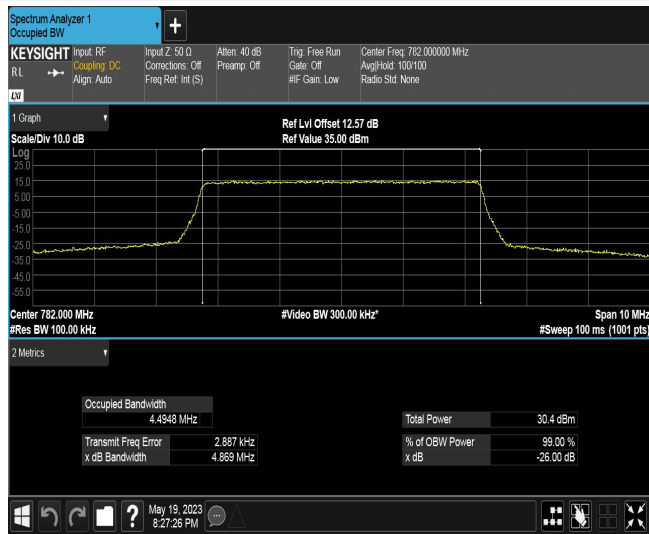 Spectrum Analyzer 1
Occupied BW
+
KEYSIGHT
RL
LXI
Input: RF
Coupling: DC
Align: Auto
Input Z: 50 Ω
Corrections: Off
Freq Ref: Int (S)
Atten: 40 dB
Preamp: Off
Trig: Free Run
Gate: Off
#IF Gain: Low
Center Freq: 782.000000 MHz
Avg|Hold: 100/100
Radio Std: None
1 Graph
Scale/Div 10.0 dB
Ref Lvl Offset 12.57 dB
Ref Value 35.00 dBm
Log
25.0
15.0
5.00
-5.00
-15.0
-25.0
-35.0
-45.0
-55.0
Center 782.000 MHz
#Video BW 300.00 kHz*
Span 10 MHz
#Res BW 100.00 kHz
#Sweep 100 ms (1001 pts)
2 Metrics
Occupied Bandwidth
4.4948 MHz
Transmit Freq Error 2.887 kHz
x dB Bandwidth 4.869 MHz
Total Power 30.4 dBm
% of OBW Power 99.00 %
x dB -26.00 dB
?
May 19, 2023
8:27:26 PM